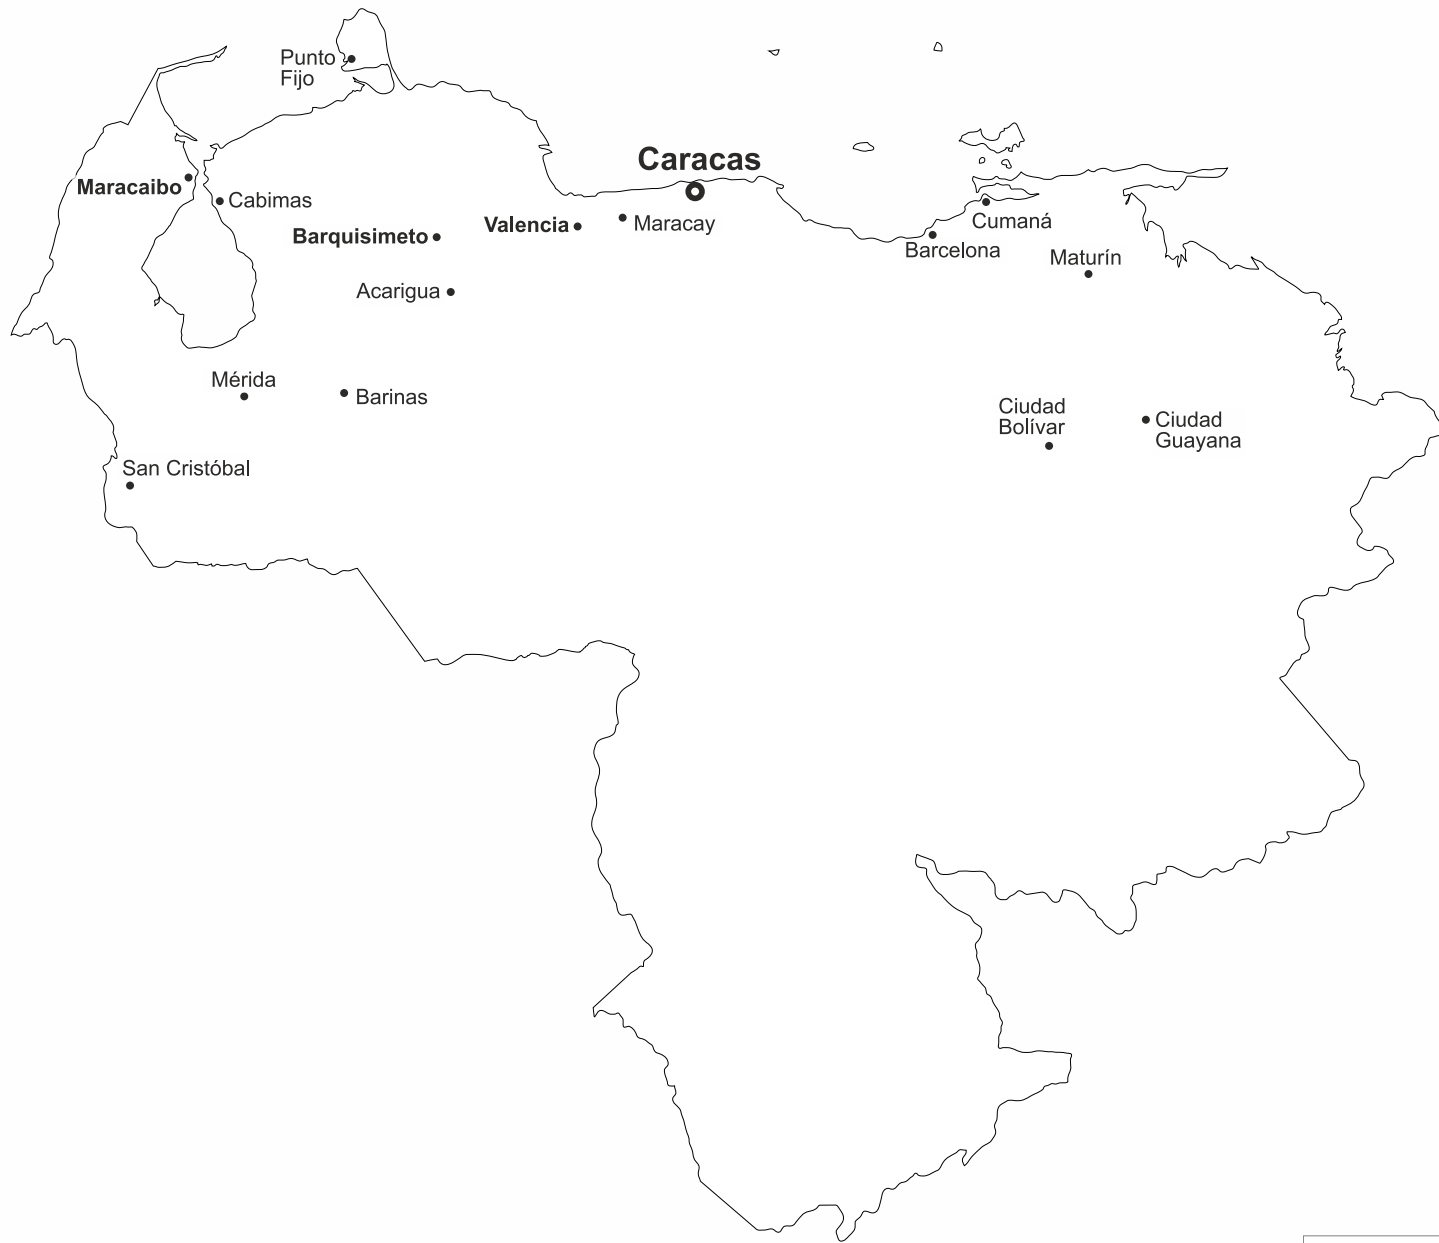 Punto
Fijo
Caracas
Maracaibo
Cabimas
Barquisimeto
Valencia
Maracay
Cumaná
Barcelona
Maturín
Acarigua
Mérida
Barinas
Ciudad
Bolívar
Ciudad
Guayana
San Cristóbal